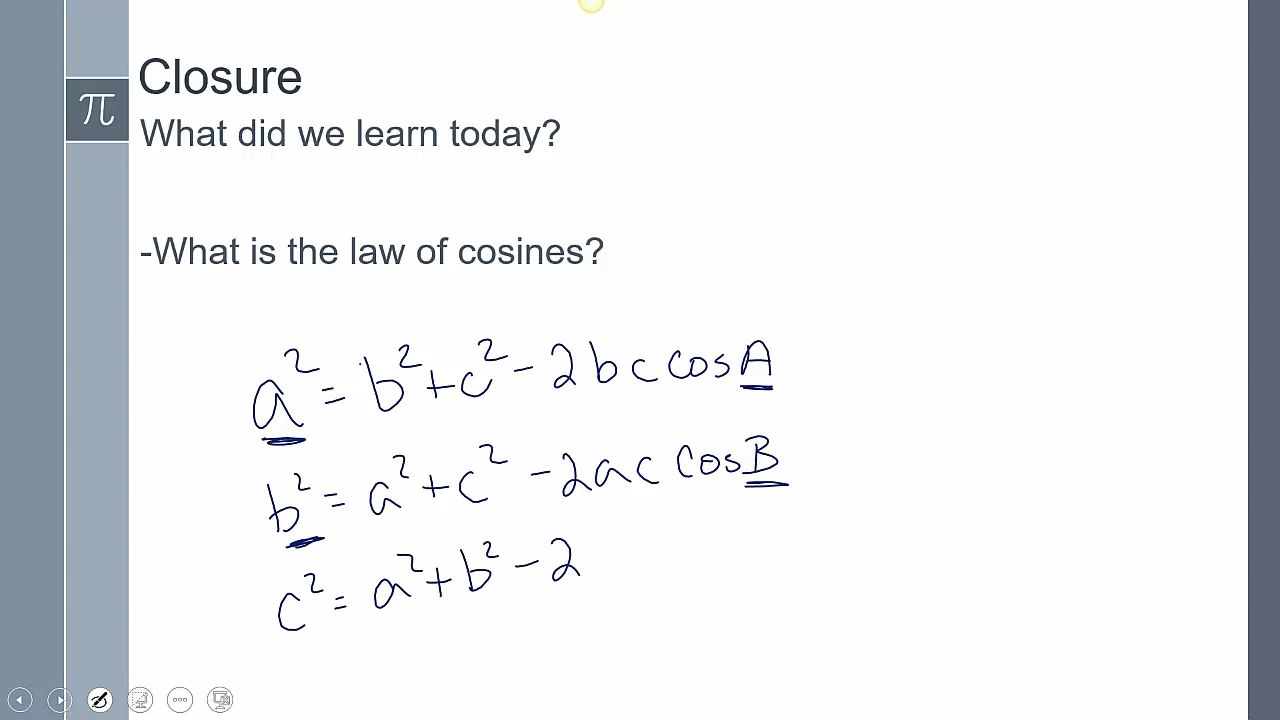 π
Closure
What did we learn today?
-What is the law of cosines?
a² = b² + c² - 2bc cos A
b² = a² + c² - 2ac cos B
c² = a² + b² - 2